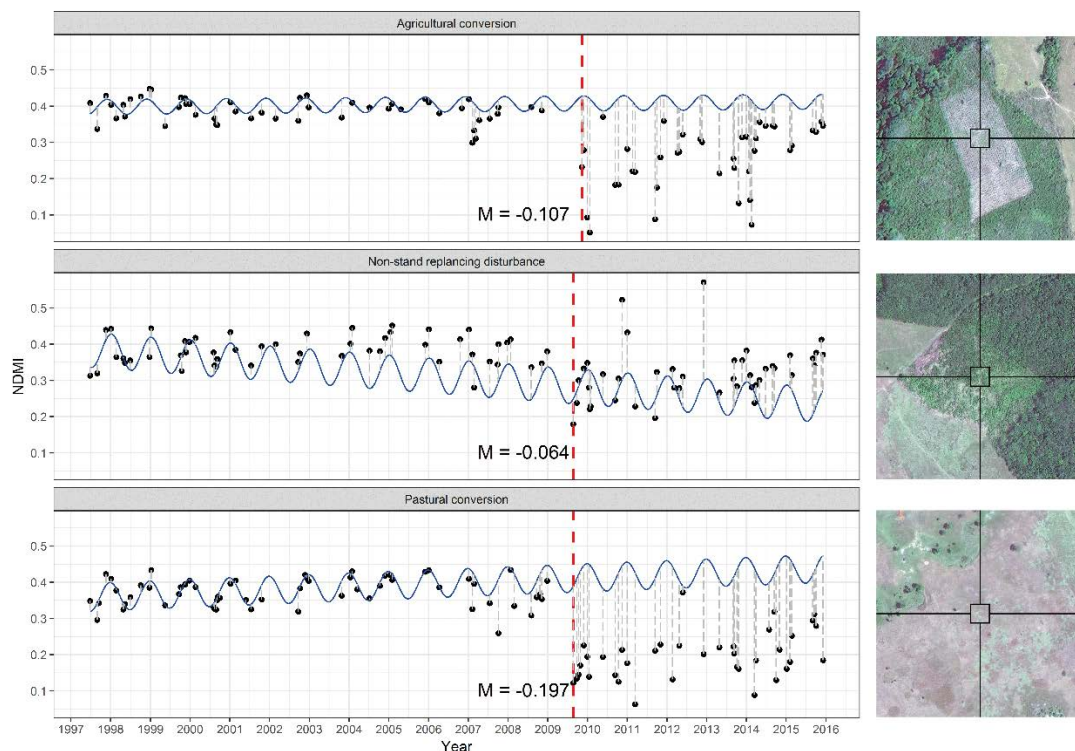 Agricultural conversion
0.5
0.4
0.3
0.2
0.1
M = -0.107
Non-stand replancing disturbance
0.5
0.4
0.3
0.2
0.1
M = -0.064
NDMI
Pastural conversion
0.5
0.4
0.3
0.2
0.1
M = -0.197
1997 1998 1999 2000 2001 2002 2003 2004 2005 2006 2007 2008 2009 2010 2011 2012 2013 2014 2015 2016
Year